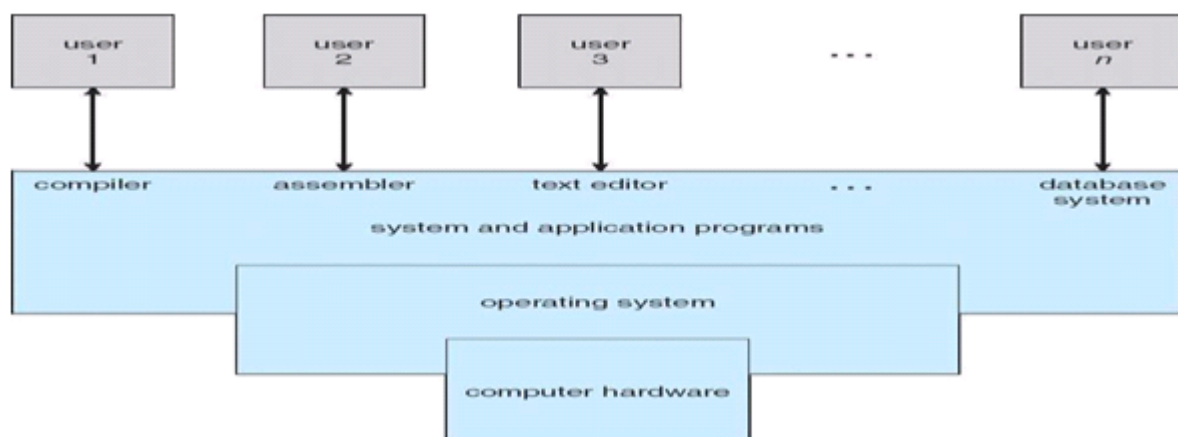 user
1
user
2
user
3
...
user
n
compiler
assembler
text editor
...
database
system
system and application programs
operating system
computer hardware